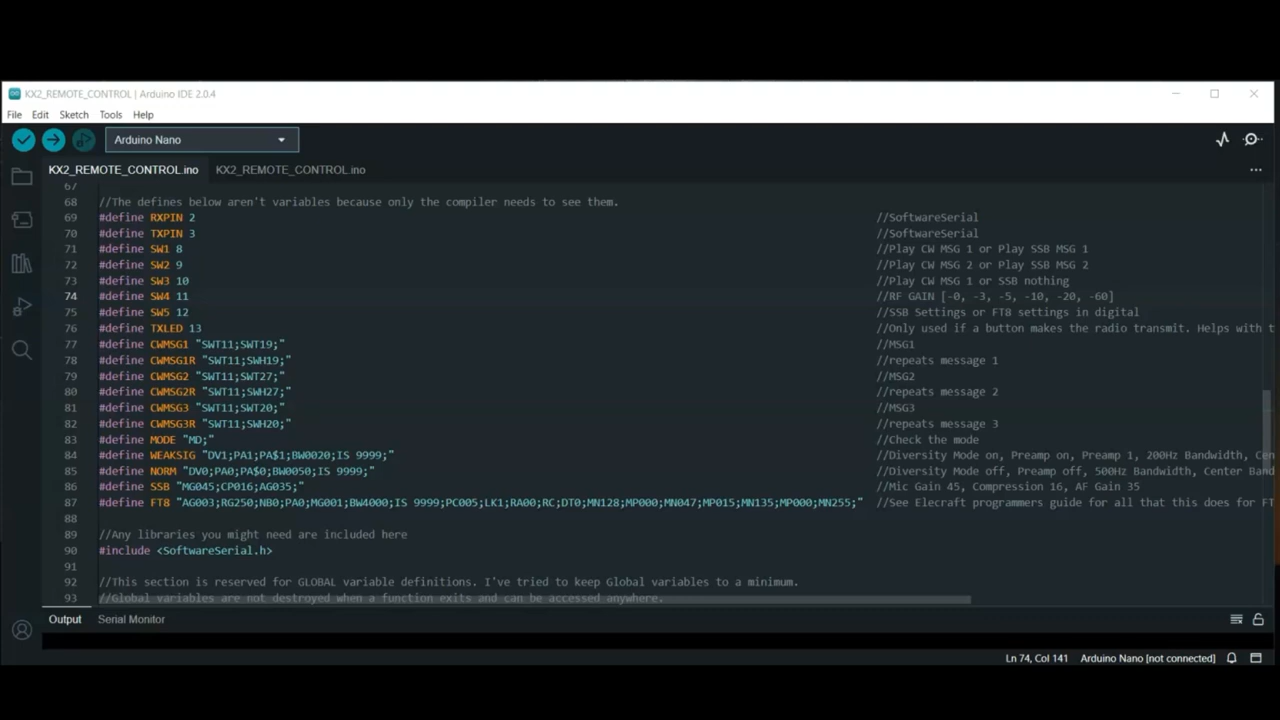 KX2_REMOTE_CONTROL | Arduino IDE 2.0.4
File Edit Sketch Tools Help
Arduino Nano
KX2_REMOTE_CONTROL.ino KX2_REMOTE_CONTROL.ino
67
68 //The defines below aren't variables because only the compiler needs to see them.
69 #define RXPIN 2 //SoftwareSerial
70 #define TXPIN 3 //SoftwareSerial
71 #define SW1 8 //Play CW MSG 1 or Play SSB MSG 1
72 #define SW2 9 //Play CW MSG 2 or Play SSB MSG 2
73 #define SW3 10 //Play CW MSG 1 or SSB nothing
74 #define SW4 11 //RF GAIN [-0, -3, -5, -10, -20, -60]
75 #define SW5 12 //SSB Settings or FT8 settings in digital
76 #define TXLED 13 //Only used if a button makes the radio transmit. Helps with t
77 #define CWMSG1 "SWT11;SWT19;" //MSG1
78 #define CWMSG1R "SWT11;SWH19;" //repeats message 1
79 #define CWMSG2 "SWT11;SWT27;" //MSG2
80 #define CWMSG2R "SWT11;SWH27;" //repeats message 2
81 #define CWMSG3 "SWT11;SWT20;" //MSG3
82 #define CWMSG3R "SWT11;SWH20;" //repeats message 3
83 #define MODE "MD;" //Check the mode
84 #define WEAKSIG "DV1;PA1;PA$1;BW0020;IS 9999;" //Diversity Mode on, Preamp on, Preamp 1, 200Hz Bandwidth, Cen
85 #define NORM "DV0;PA0;PA$0;BW0050;IS 9999;" //Diversity Mode off, Preamp off, 500Hz Bandwidth, Center Band
86 #define SSB "MG045;CP016;AG035;" //Mic Gain 45, Compression 16, AF Gain 35
87 #define FT8 "AG003;RG250;NB0;PA0;MG001;BW4000;IS 9999;PC005;LK1;RA00;RC;DT0;MN128;MP000;MN047;MP015;MN135;MP000;MN255;" //See Elecraft programmers guide for all that this does for FT
88
89 //Any libraries you might need are included here
90 #include <SoftwareSerial.h>
91
92 //This section is reserved for GLOBAL variable definitions. I've tried to keep Global variables to a minimum.
93 //Global variables are not destroyed when a function exits and can be accessed anywhere.
Output Serial Monitor
Ln 74, Col 141 Arduino Nano [not connected]